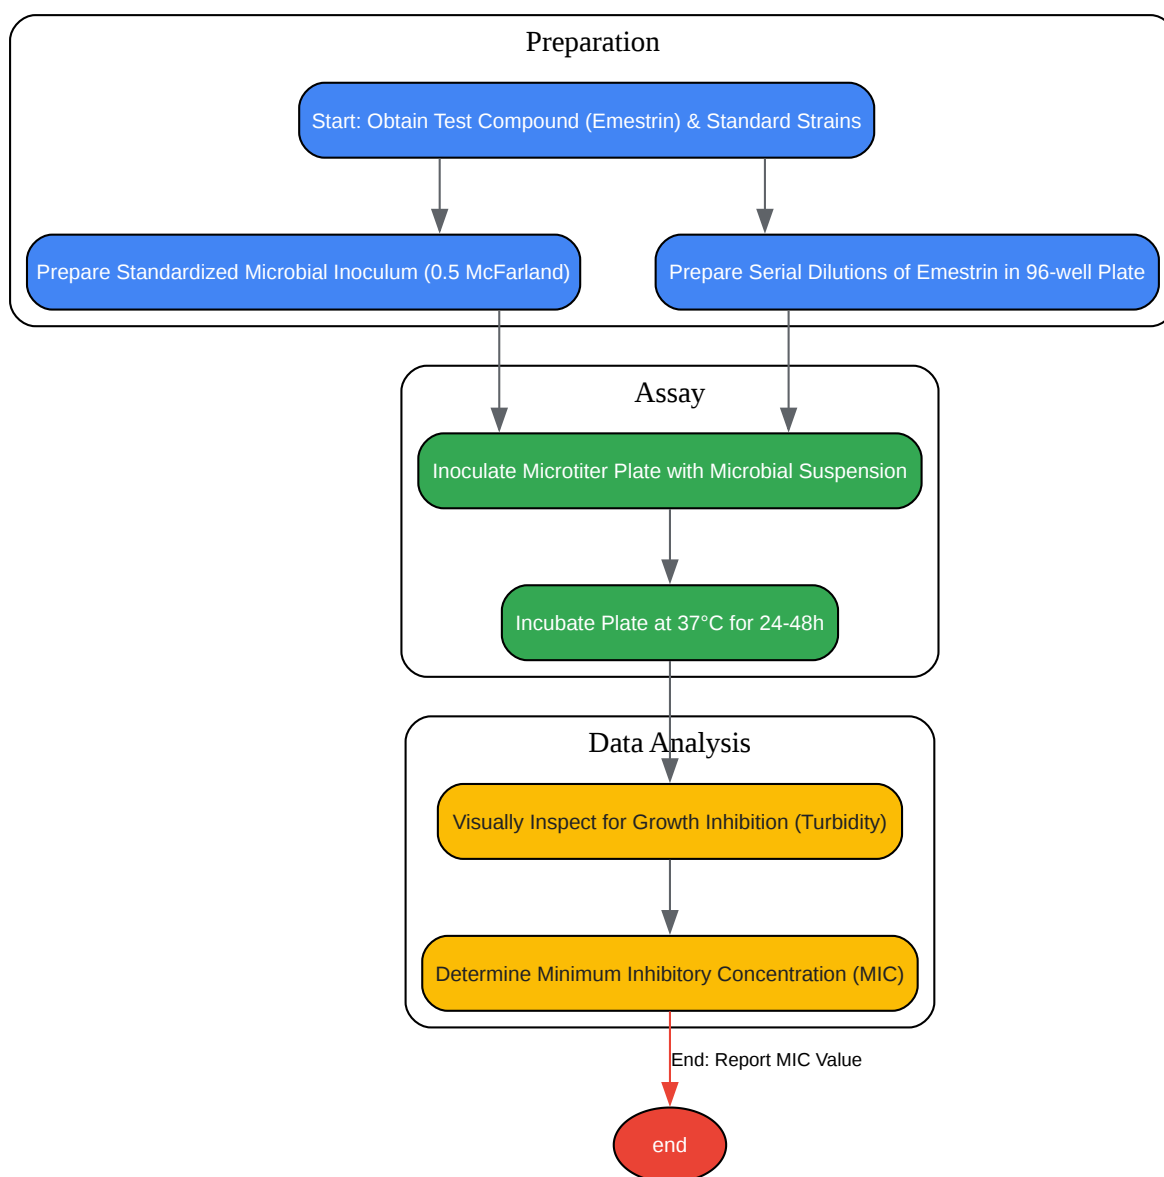 Preparation
Start: Obtain Test Compound (Emestrin) & Standard Strains
Prepare Standardized Microbial Inoculum (0.5 McFarland)
Prepare Serial Dilutions of Emestrin in 96-well Plate
Assay
Inoculate Microtiter Plate with Microbial Suspension
Incubate Plate at 37°C for 24-48h
Data Analysis
Visually Inspect for Growth Inhibition (Turbidity)
Determine Minimum Inhibitory Concentration (MIC)
End: Report MIC Value
end